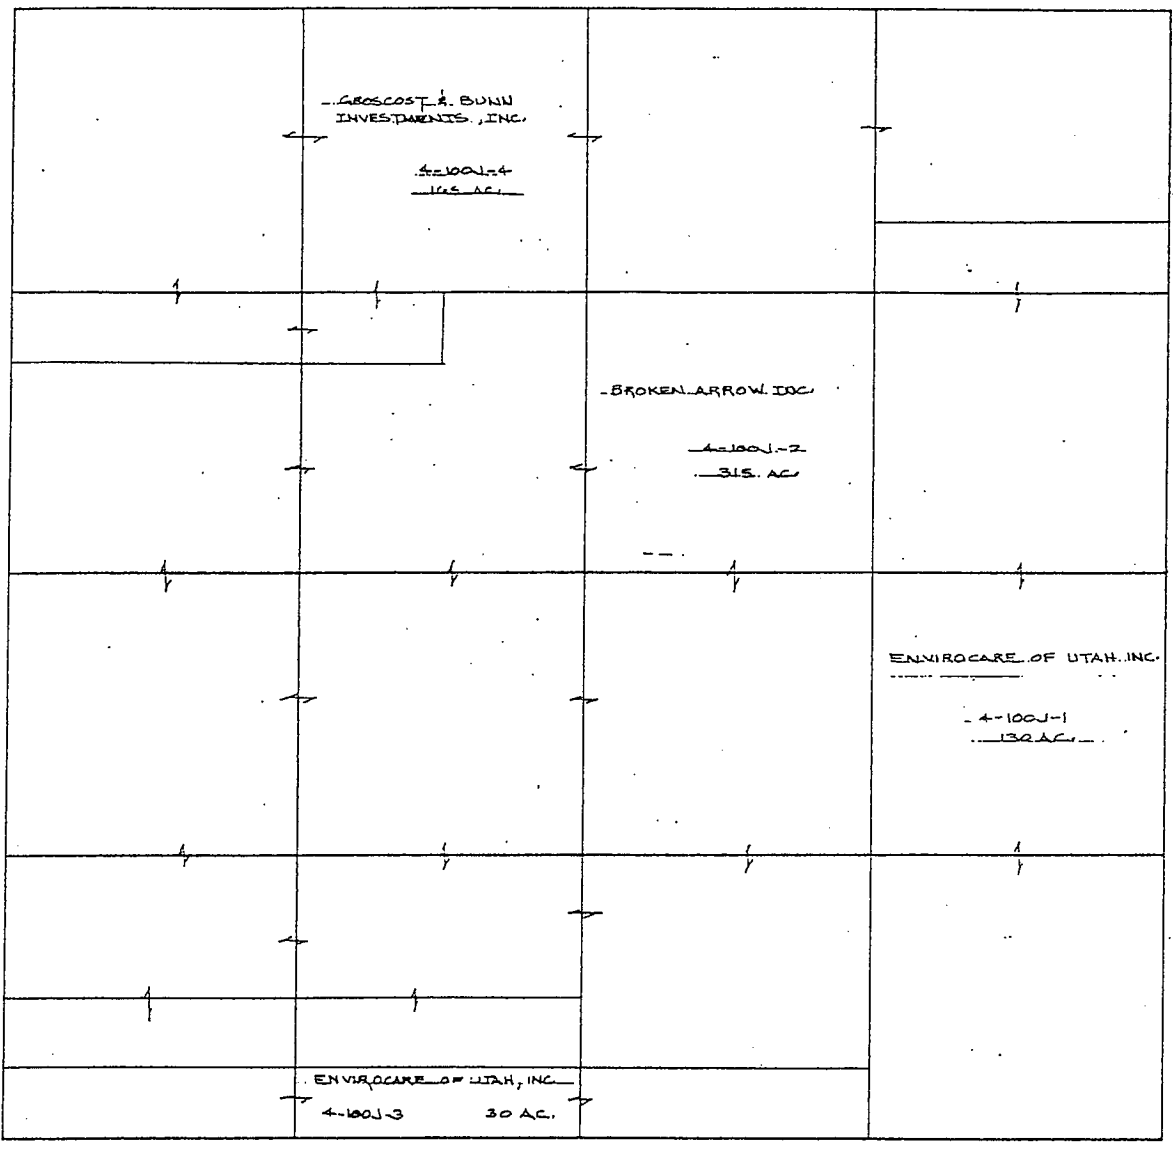 GROSCOST & BUNN
INVESTMENTS, INC.
4-100J-4
165 AC.
BROKEN ARROW INC.
4-100J-2
315 AC.
ENVIROCARE OF UTAH INC.
4-100J-1
130 AC.
ENVIROCARE OF UTAH, INC
4-100J-3 30 AC.